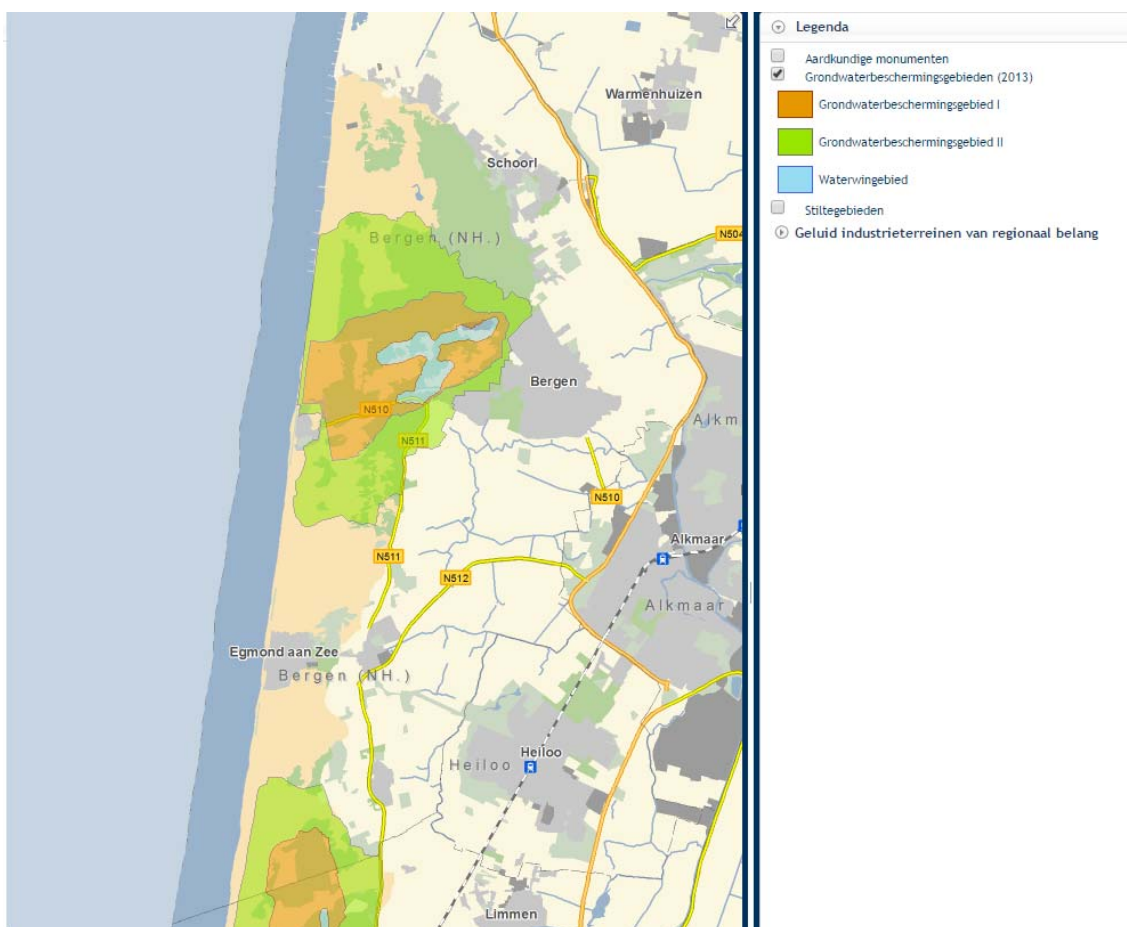 Warmenhuizen
Schoorl
N504
Bergen (NH.)
Bergen
N510
Alkm
N511
N510
Alkmaar
N511
N512
Alkmaar
Egmond aan Zee
Bergen (NH.)
Heiloo
Heiloo
Limmen
Legenda
Aardkundige monumenten
Grondwaterbeschermingsgebieden (2013)
Grondwaterbeschermingsgebied I
Grondwaterbeschermingsgebied II
Waterwingebied
Stiltegebieden
Geluid industrieterreinen van regionaal belang